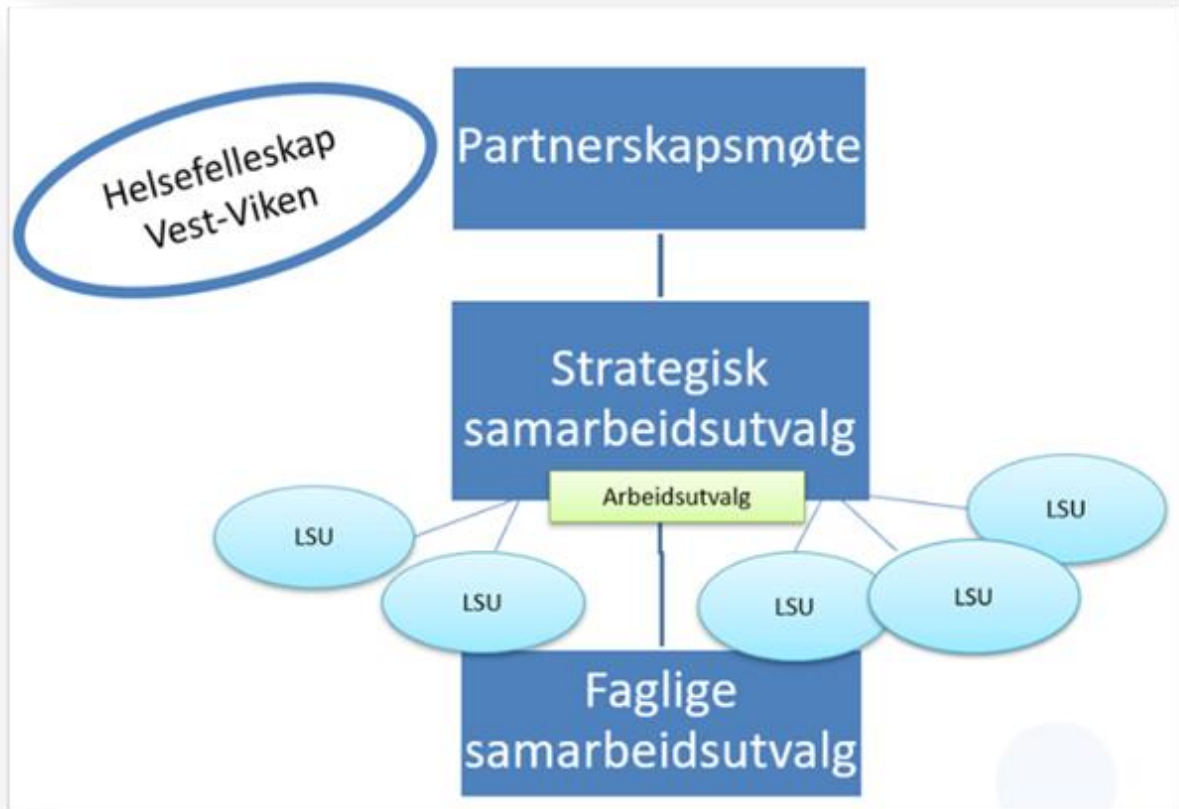 Helsefelleskap
Vest-Viken
Partnerskapsmøte
Strategisk
samarbeidsutvalg
Arbeidsutvalg
LSU
LSU
LSU
LSU
LSU
Faglige
samarbeidsutvalg